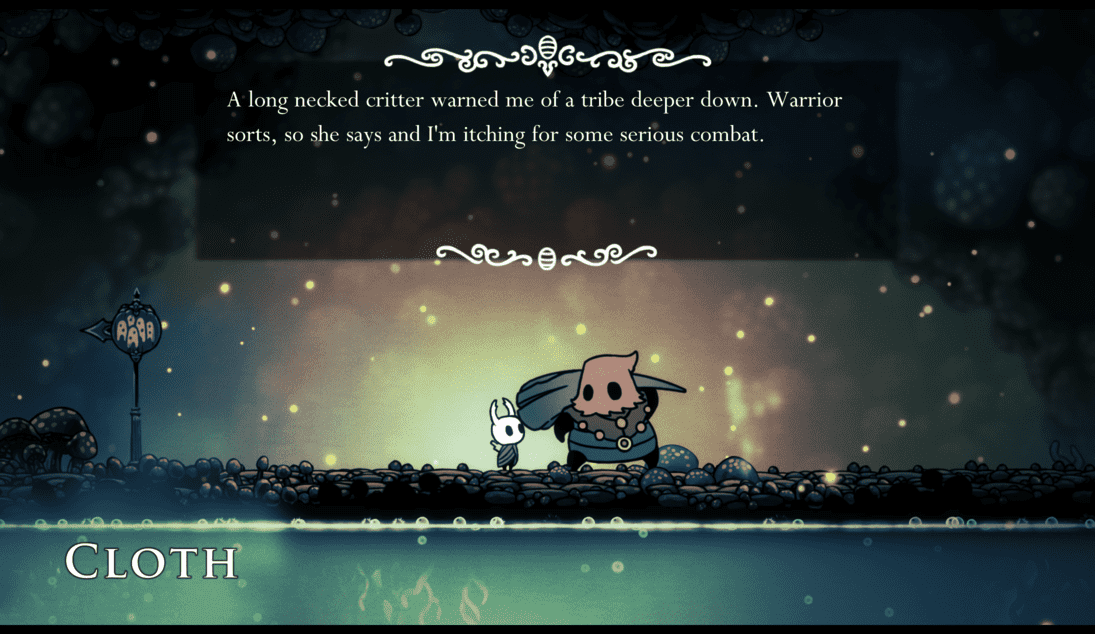 A long necked critter warned me of a tribe deeper down. Warrior
sorts, so she says and I'm itching for some serious combat.
CLOTH